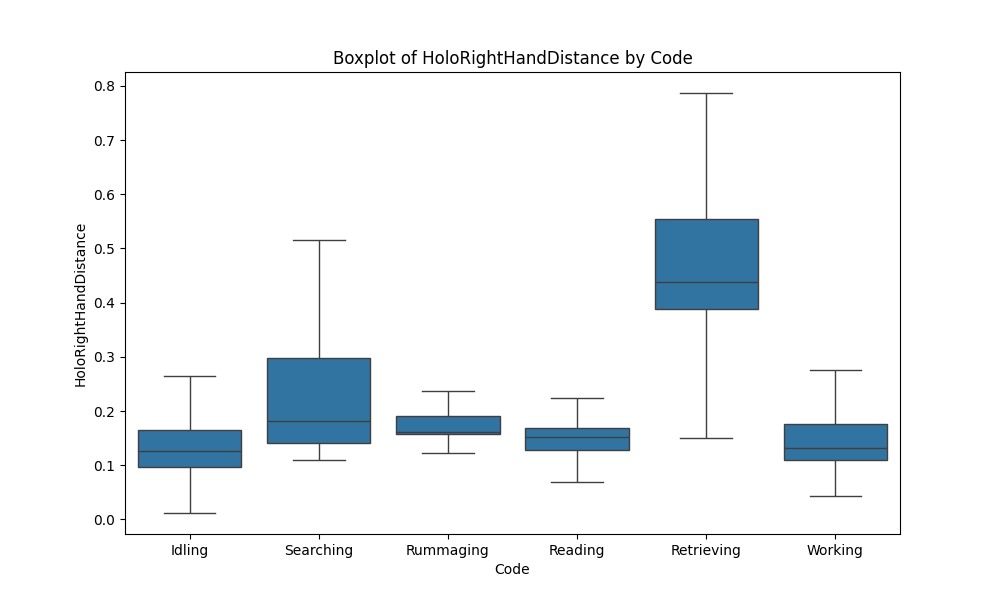 Boxplot of HoloRightHandDistance by Code
HoloRightHandDistance
0.8
0.7
0.6
0.5
0.4
0.3
0.2
0.1
0.0
Idling Searching Rummaging Reading Retrieving Working
Code